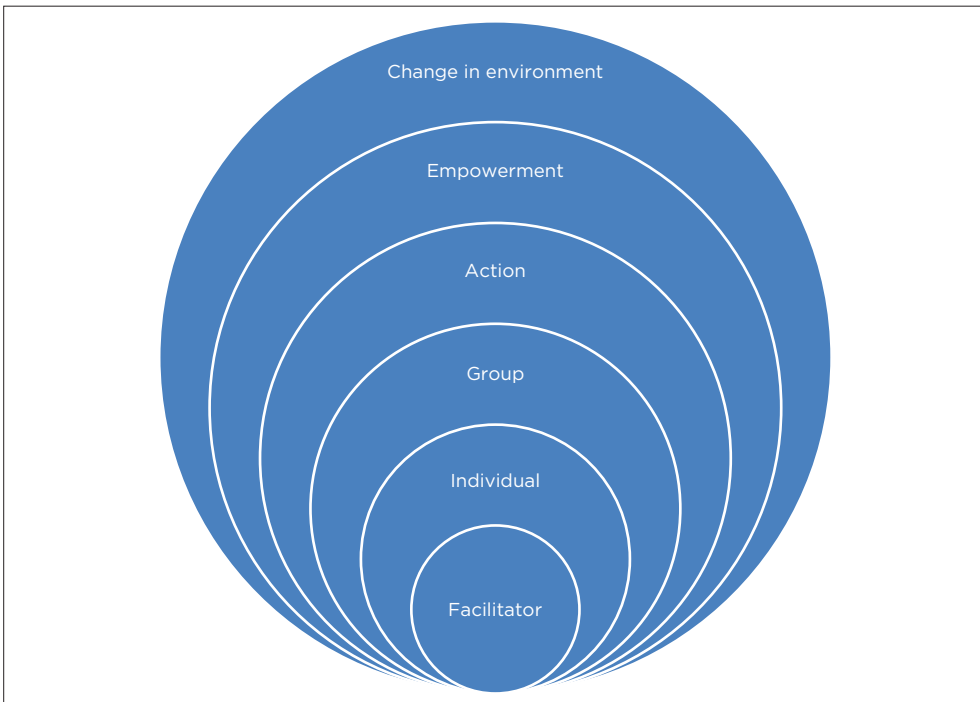 Change in environment
Empowerment
Action
Group
Individual
Facilitator